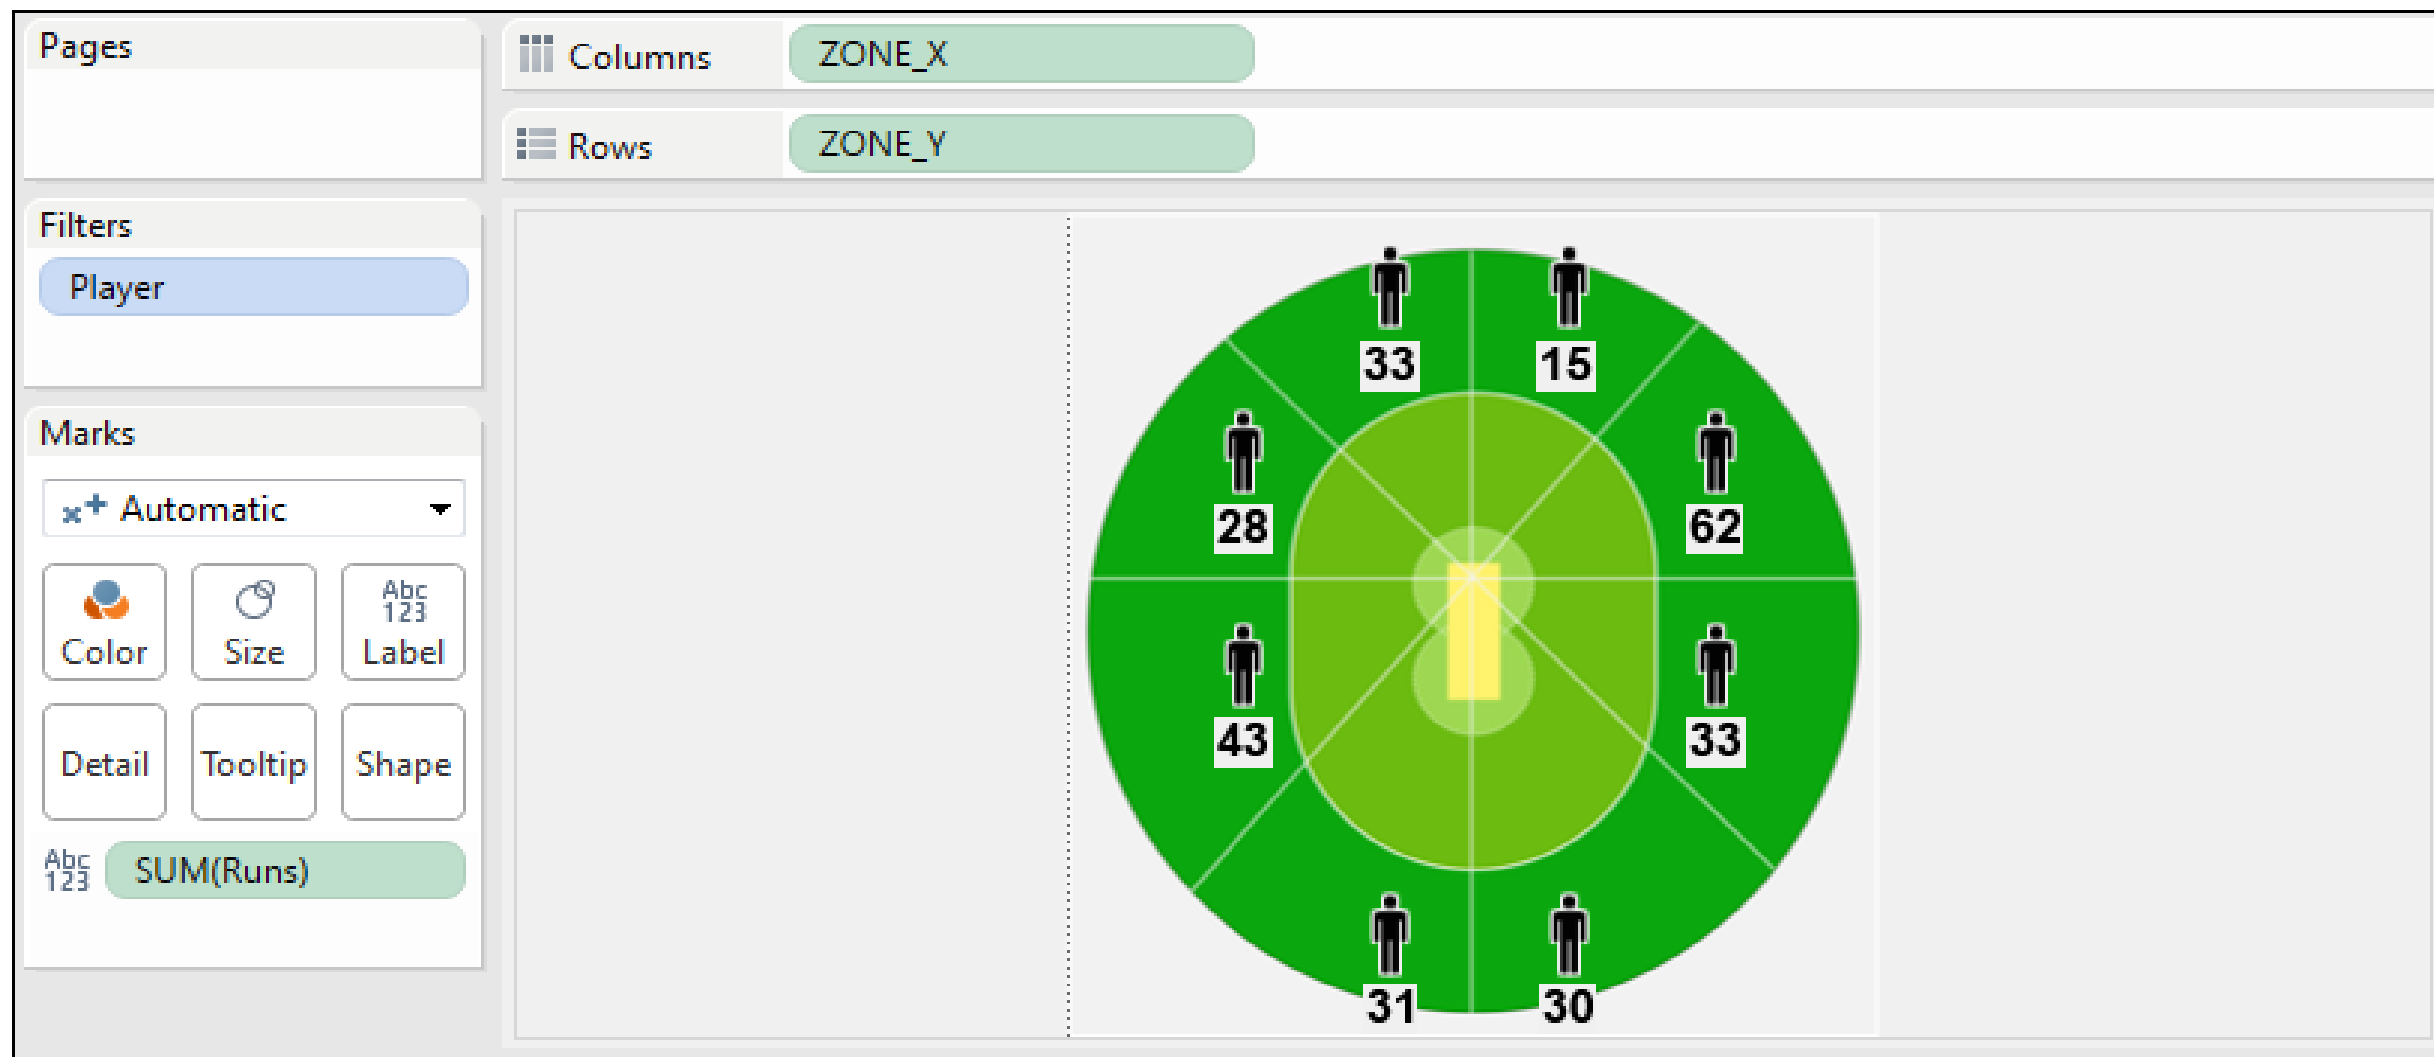 Pages
Columns ZONE_X
Rows ZONE_Y
Filters
Player
Marks
Automatic
Color
Size
Abc
123
Label
Detail
Tooltip
Shape
Abc
123
SUM(Runs)
33 15
28 62
43 33
31 30